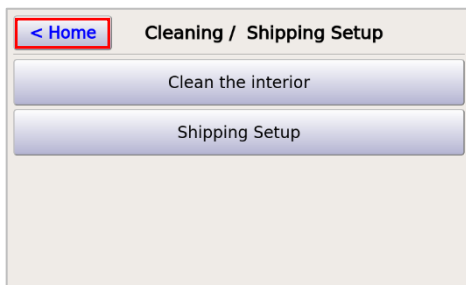 < Home Cleaning / Shipping Setup
Clean the interior
Shipping Setup